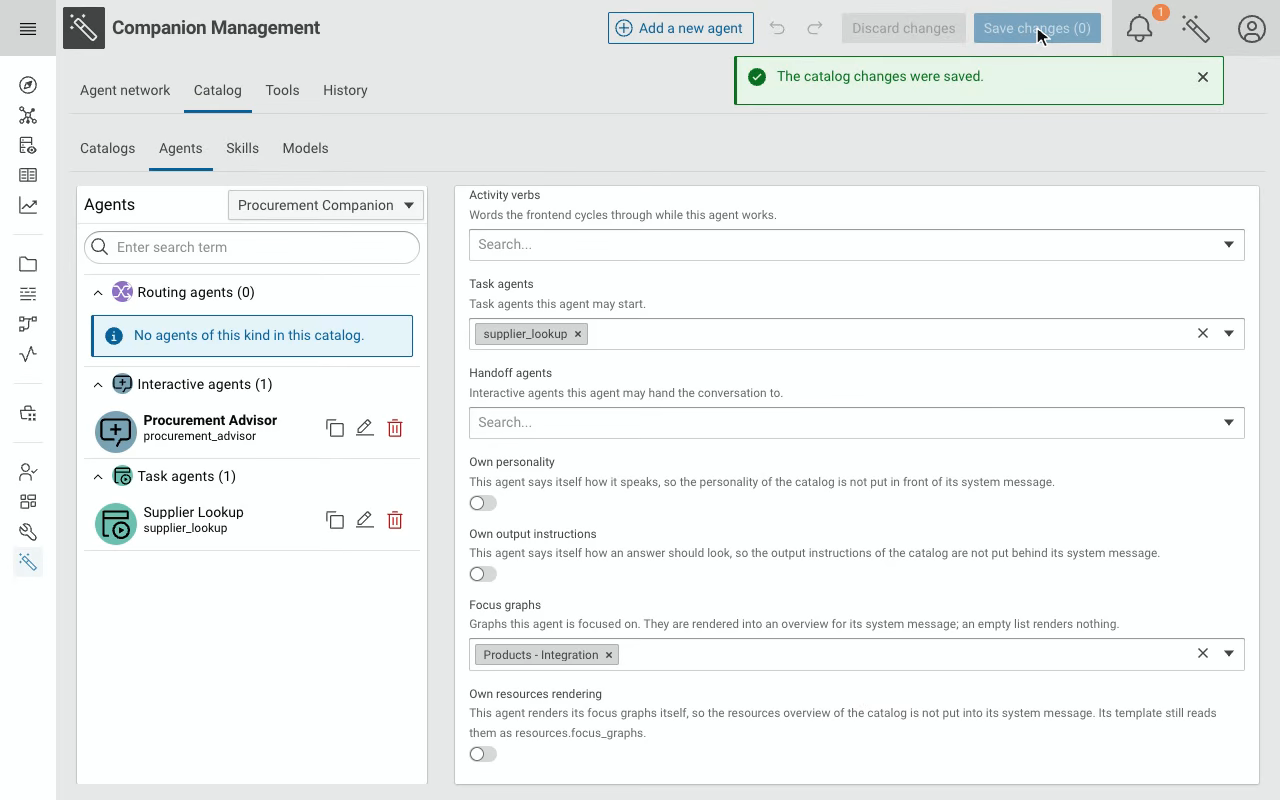 Companion Management
Add a new agent
Discard changes
Save changes (0)
1
The catalog changes were saved.
Agent network
Catalog
Tools
History
Catalogs
Agents
Skills
Models
Agents
Procurement Companion
Enter search term
Routing agents (0)
No agents of this kind in this catalog.
Interactive agents (1)
Procurement Advisor
procurement_advisor
Task agents (1)
Supplier Lookup
supplier_lookup
Activity verbs
Words the frontend cycles through while this agent works.
Search...
Task agents
Task agents this agent may start.
supplier_lookup
Handoff agents
Interactive agents this agent may hand the conversation to.
Search...
Own personality
This agent says itself how it speaks, so the personality of the catalog is not put in front of its system message.
Own output instructions
This agent says itself how an answer should look, so the output instructions of the catalog are not put behind its system message.
Focus graphs
Graphs this agent is focused on. They are rendered into an overview for its system message; an empty list renders nothing.
Products - Integration
Own resources rendering
This agent renders its focus graphs itself, so the resources overview of the catalog is not put into its system message. Its template still reads
them as resources.focus_graphs.